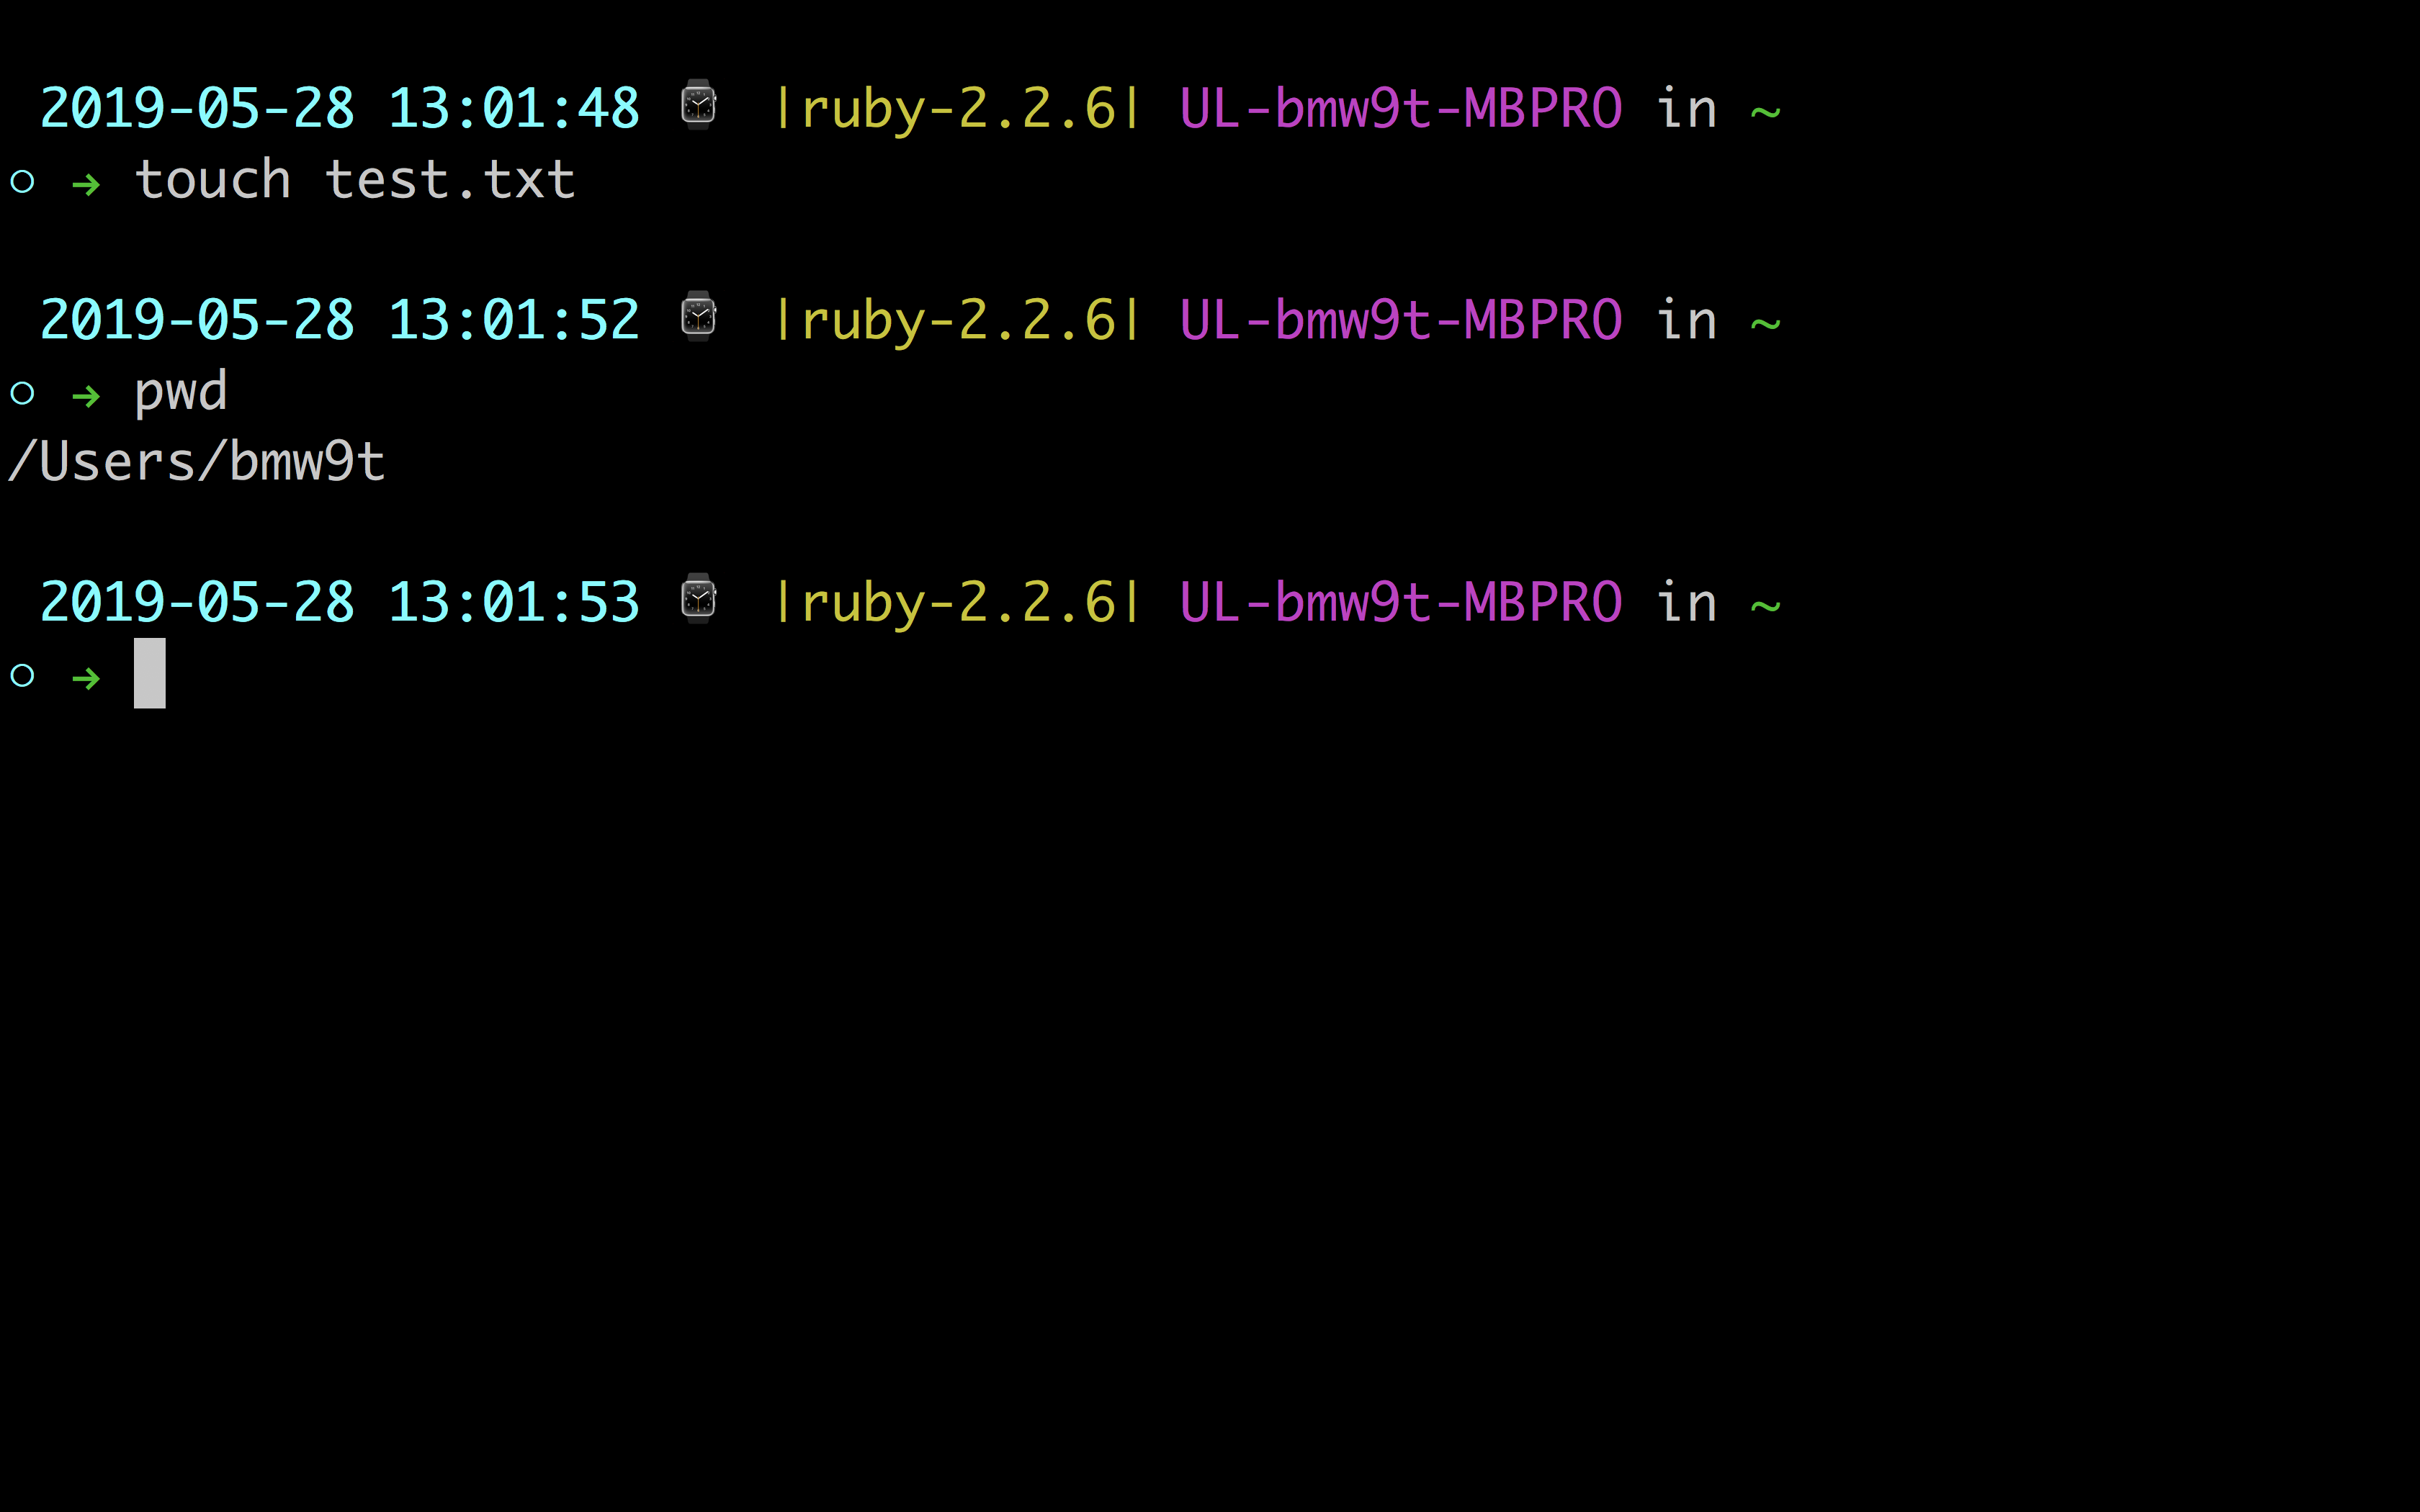 2019-05-28 13:01:48 ⌚ |ruby-2.2.6| UL-bmw9t-MBPRO in ~
○ → touch test.txt
2019-05-28 13:01:52 ⌚ |ruby-2.2.6| UL-bmw9t-MBPRO in ~
○ → pwd
/Users/bmw9t
2019-05-28 13:01:53 ⌚ |ruby-2.2.6| UL-bmw9t-MBPRO in ~
○ →